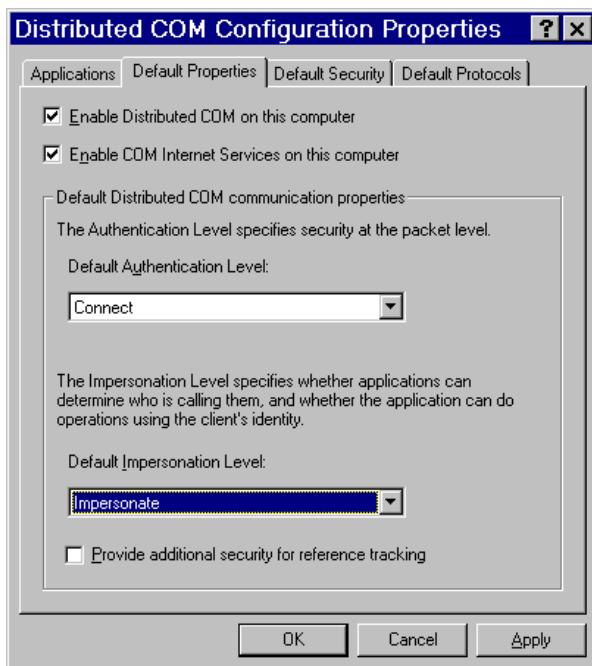 Distributed COM Configuration Properties ? ×
Applications Default Properties Default Security Default Protocols
Enable Distributed COM on this computer
Enable COM Internet Services on this computer
Default Distributed COM communication properties
The Authentication Level specifies security at the packet level.
Default Authentication Level:
Connect
The Impersonation Level specifies whether applications can
determine who is calling them, and whether the application can do
operations using the client's identity.
Default Impersonation Level:
Impersonate
Provide additional security for reference tracking
OK Cancel Apply